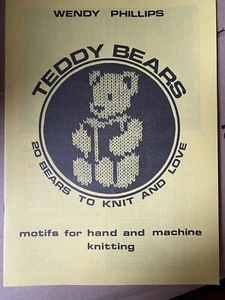 WENDY PHILLIPS
TEDDY BEARS
20 BEARS TO KNIT AND LOVE
motifs for hand and machine
knitting